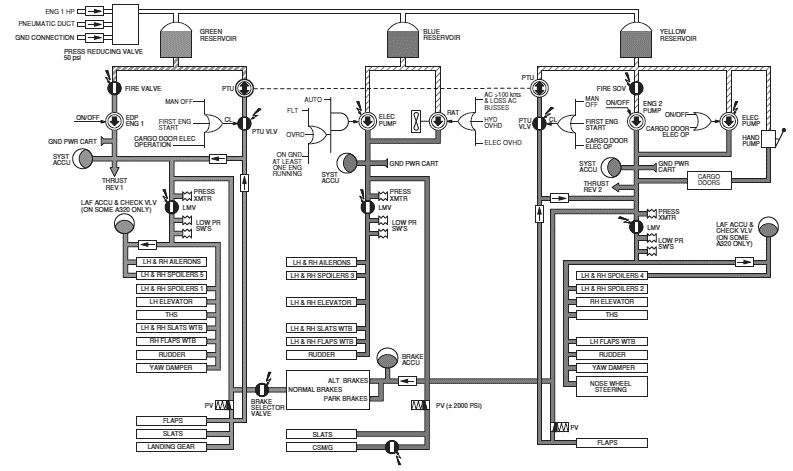 ENG 1 HP
PNEUMATIC DUCT
GND CONNECTION
PRESS REDUCING VALVE
50 psi
GREEN
RESERVOIR
BLUE
RESERVOIR
YELLOW
RESERVOIR
FIRE VALVE
PTU
ON/OFF
EDP
ENG 1
MAN OFF
FIRST ENG
START
CL
CARGO DOOR ELEC
OPERATION
PTU VLV
GND PWR CART
SYST
ACCU
THRUST
REV 1
LAF ACCU & CHECK VLV
(ON SOME A320 ONLY)
PRESS
XMTR
LMV
LOW PR
SW'S
LH & RH AILERONS
LH & RH SPOILERS 5
LH & RH SPOILERS 1
LH ELEVATOR
THS
LH & RH SLATS WTB
RH FLAPS WTB
RUDDER
YAW DAMPER
PV
FLAPS
SLATS
LANDING GEAR
BRAKE
SELECTOR
VALVE
AUTO
FLT
OVRD
ON GND
AT LEAST
ONE ENG
RUNNING
ELEC
PUMP
RAT
AC >100 knts
& LOSS AC
BUSSES
HYD
OVHD
ELEC OVHD
SYST
ACCU
GND PWR CART
PRESS
XMTR
LMV
LOW PR
SW'S
LH & RH AILERONS
LH & RH SPOILERS 3
LH & RH ELEVATOR
LH & RH SLATS WTB
LH & RH FLAPS WTB
RUDDER
BRAKE
ACCU
ALT BRAKES
NORMAL BRAKES
PARK BRAKES
PV (± 2000 PSI)
SLATS
CSM/G
PTU
FIRE SOV
MAN
OFF
ON/OFF
ENG 2
PUMP
ON/OFF
ELEC
PUMP
HAND
PUMP
PTU
VLV
CL
FIRST ENG
START
CARGO DOOR
ELEC OP
CARGO DOOR
ELEC OP
SYST
ACCU
GND PWR
CART
THRUST
REV 2
CARGO
DOORS
PRESS
XMTR
LMV
LOW PR
SW'S
LAF ACCU &
CHECK VLV
(ON SOME
A320 ONLY)
LH & RH SPOILERS 4
LH & RH SPOILERS 2
RH ELEVATOR
THS
LH FLAPS WTB
RUDDER
YAW DAMPER
NOSE WHEEL
STEERING
PV
FLAPS